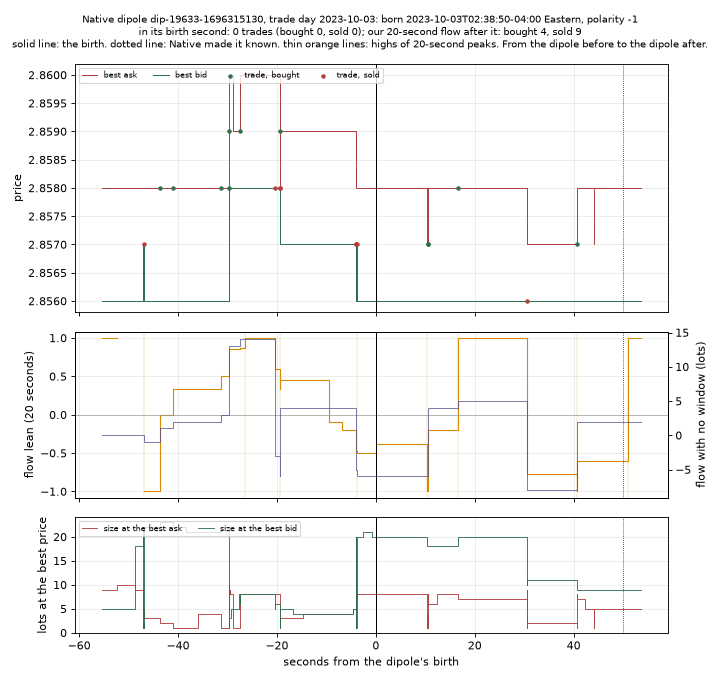 Native dipole dip-19633-1696315130, trade day 2023-10-03: born 2023-10-03T02:38:50-04:00 Eastern, polarity -1
in its birth second: 0 trades (bought 0, sold 0); our 20-second flow after it: bought 4, sold 9
solid line: the birth. dotted line: Native made it known. thin orange lines: highs of 20-second peaks. From the dipole before to the dipole after.
best ask
best bid
trade, bought
trade, sold
2.8600
2.8595
2.8590
2.8585
2.8580
2.8575
2.8570
2.8565
2.8560
price
1.0
0.5
0.0
−0.5
−1.0
flow lean (20 seconds)
15
10
5
0
−5
flow with no window (lots)
size at the best ask
size at the best bid
20
15
10
5
0
lots at the best price
−60
−40
−20
0
20
40
seconds from the dipole's birth